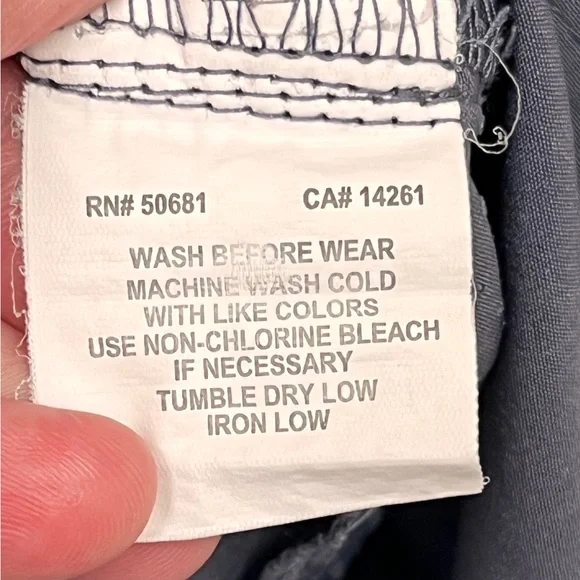 RN# 50681 CA# 14261
WASH BEFORE WEAR
MACHINE WASH COLD
WITH LIKE COLORS
USE NON-CHLORINE BLEACH
IF NECESSARY
TUMBLE DRY LOW
IRON LOW